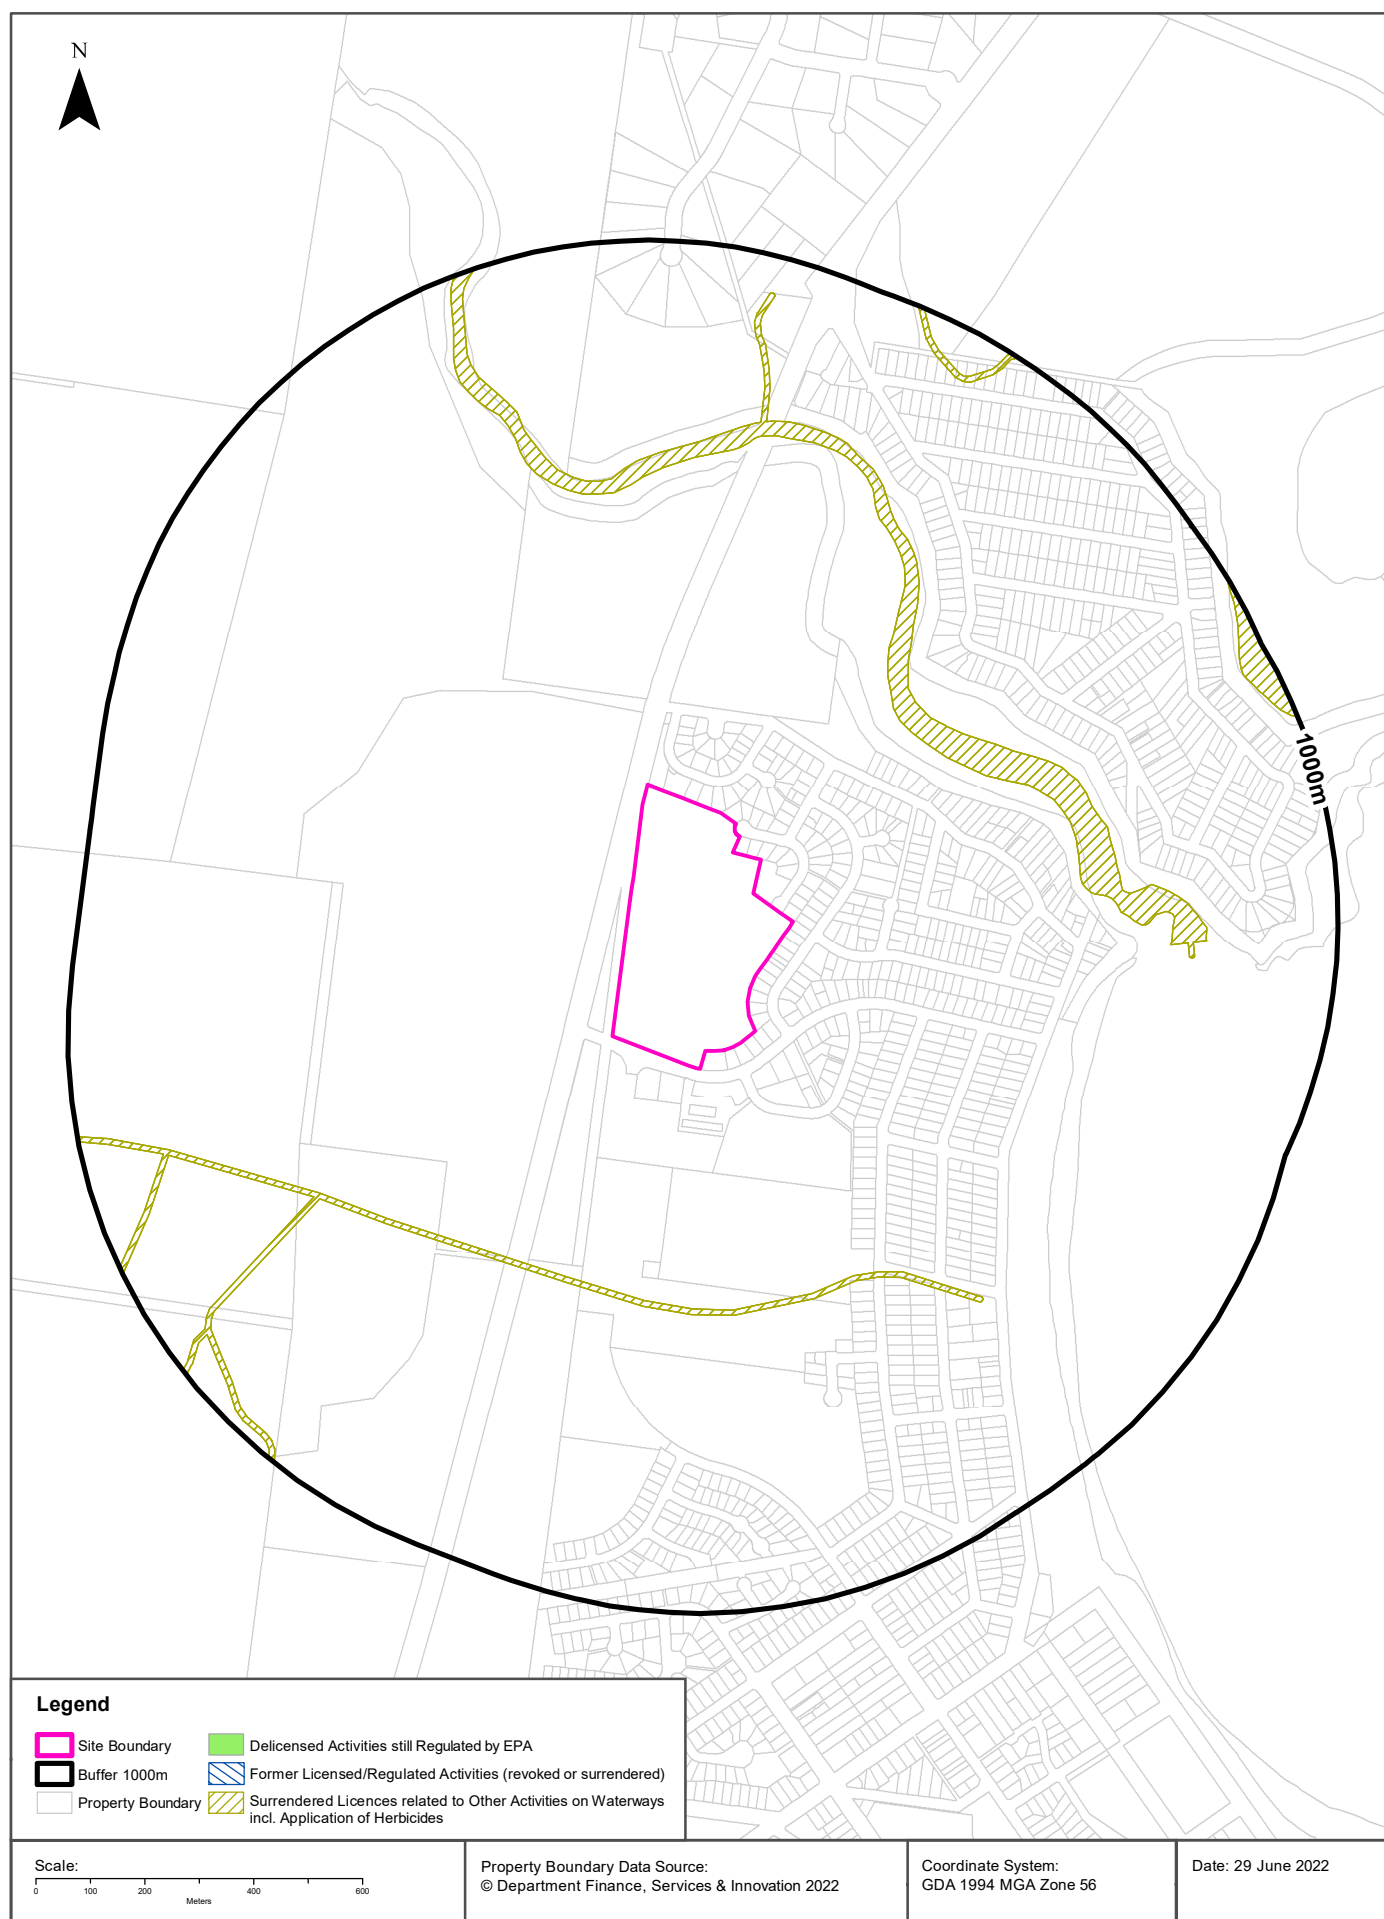 N
1000m
Legend
Site Boundary
Buffer 1000m
Property Boundary
Delicensed Activities still Regulated by EPA
Former Licensed/Regulated Activities (revoked or surrendered)
Surrendered Licences related to Other Activities on Waterways
incl. Application of Herbicides
Scale:
0 100 200 400 600
Meters
Property Boundary Data Source:
© Department Finance, Services & Innovation 2022
Coordinate System:
GDA 1994 MGA Zone 56
Date: 29 June 2022